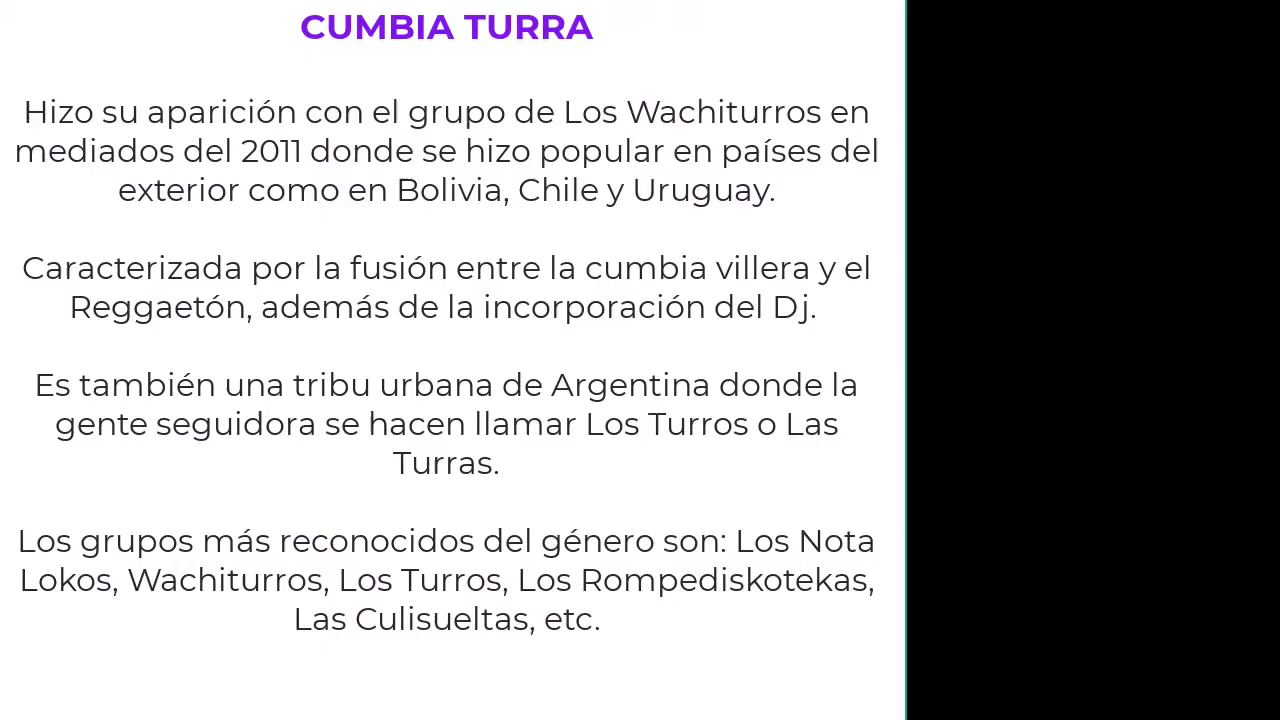 CUMBIA TURRA
Hizo su aparición con el grupo de Los Wachiturros en
mediados del 2011 donde se hizo popular en países del
exterior como en Bolivia, Chile y Uruguay.
Caracterizada por la fusión entre la cumbia villera y el
Reggaetón, además de la incorporación del Dj.
Es también una tribu urbana de Argentina donde la
gente seguidora se hacen llamar Los Turros o Las
Turras.
Los grupos más reconocidos del género son: Los Nota
Lokos, Wachiturros, Los Turros, Los Rompediskotekas,
Las Culisueltas, etc.